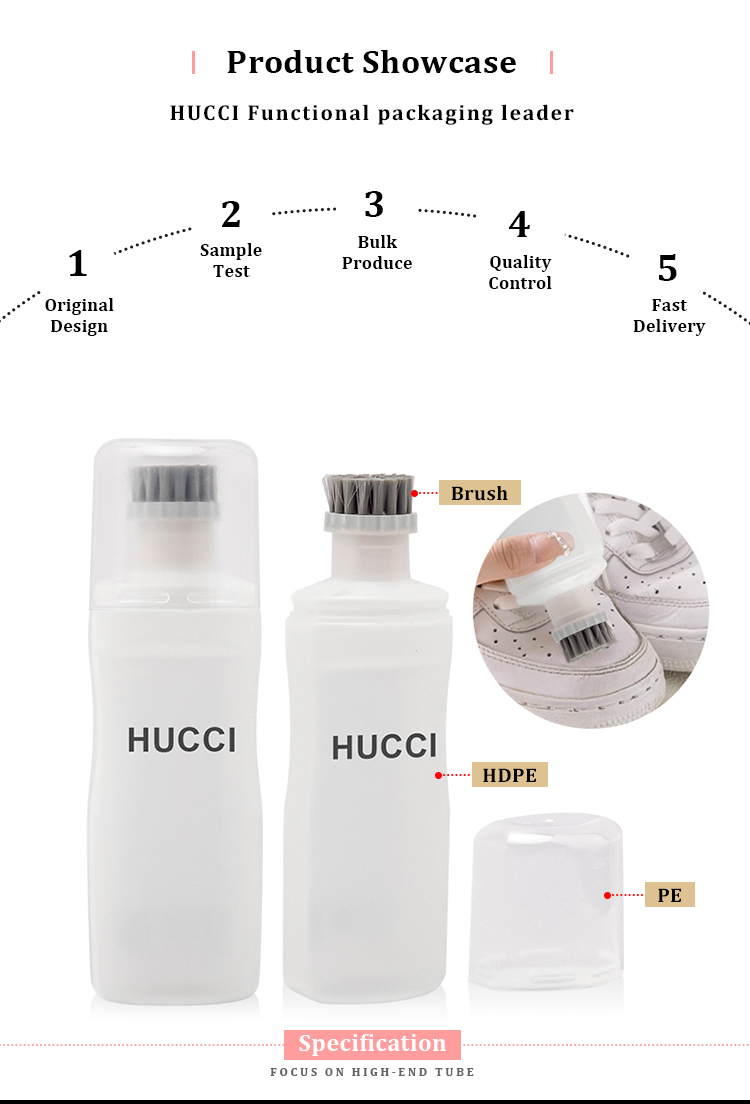 Product Showcase
HUCCI Functional packaging leader
1
Original
Design
2
Sample
Test
3
Bulk
Produce
4
Quality
Control
5
Fast
Delivery
Brush
HUCCI
HUCCI
HDPE
PE
Specification
FOCUS ON HIGH-END TUBE